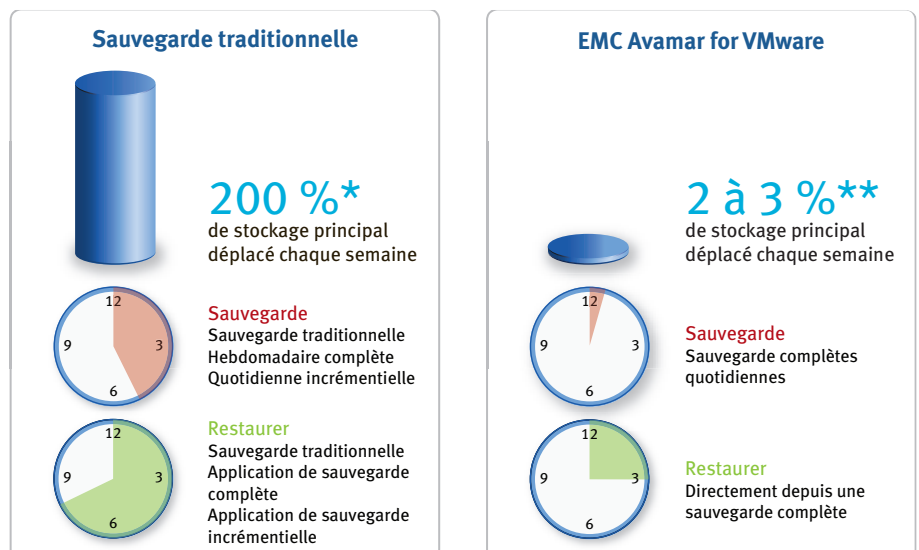 Sauvegarde traditionnelle
200 %*
de stockage principal
déplacé chaque semaine
12
3
6
9
Sauvegarde
Sauvegarde traditionnelle
Hebdomadaire complète
Quotidienne incrémentielle
12
3
6
9
Restaurer
Sauvegarde traditionnelle
Application de sauvegarde
complète
Application de sauvegarde
incrémentielle
EMC Avamar for VMware
2 à 3 %**
de stockage principal
déplacé chaque semaine
12
3
6
9
Sauvegarde
Sauvegarde complètes
quotidiennes
12
3
6
9
Restaurer
Directement depuis une
sauvegarde complète